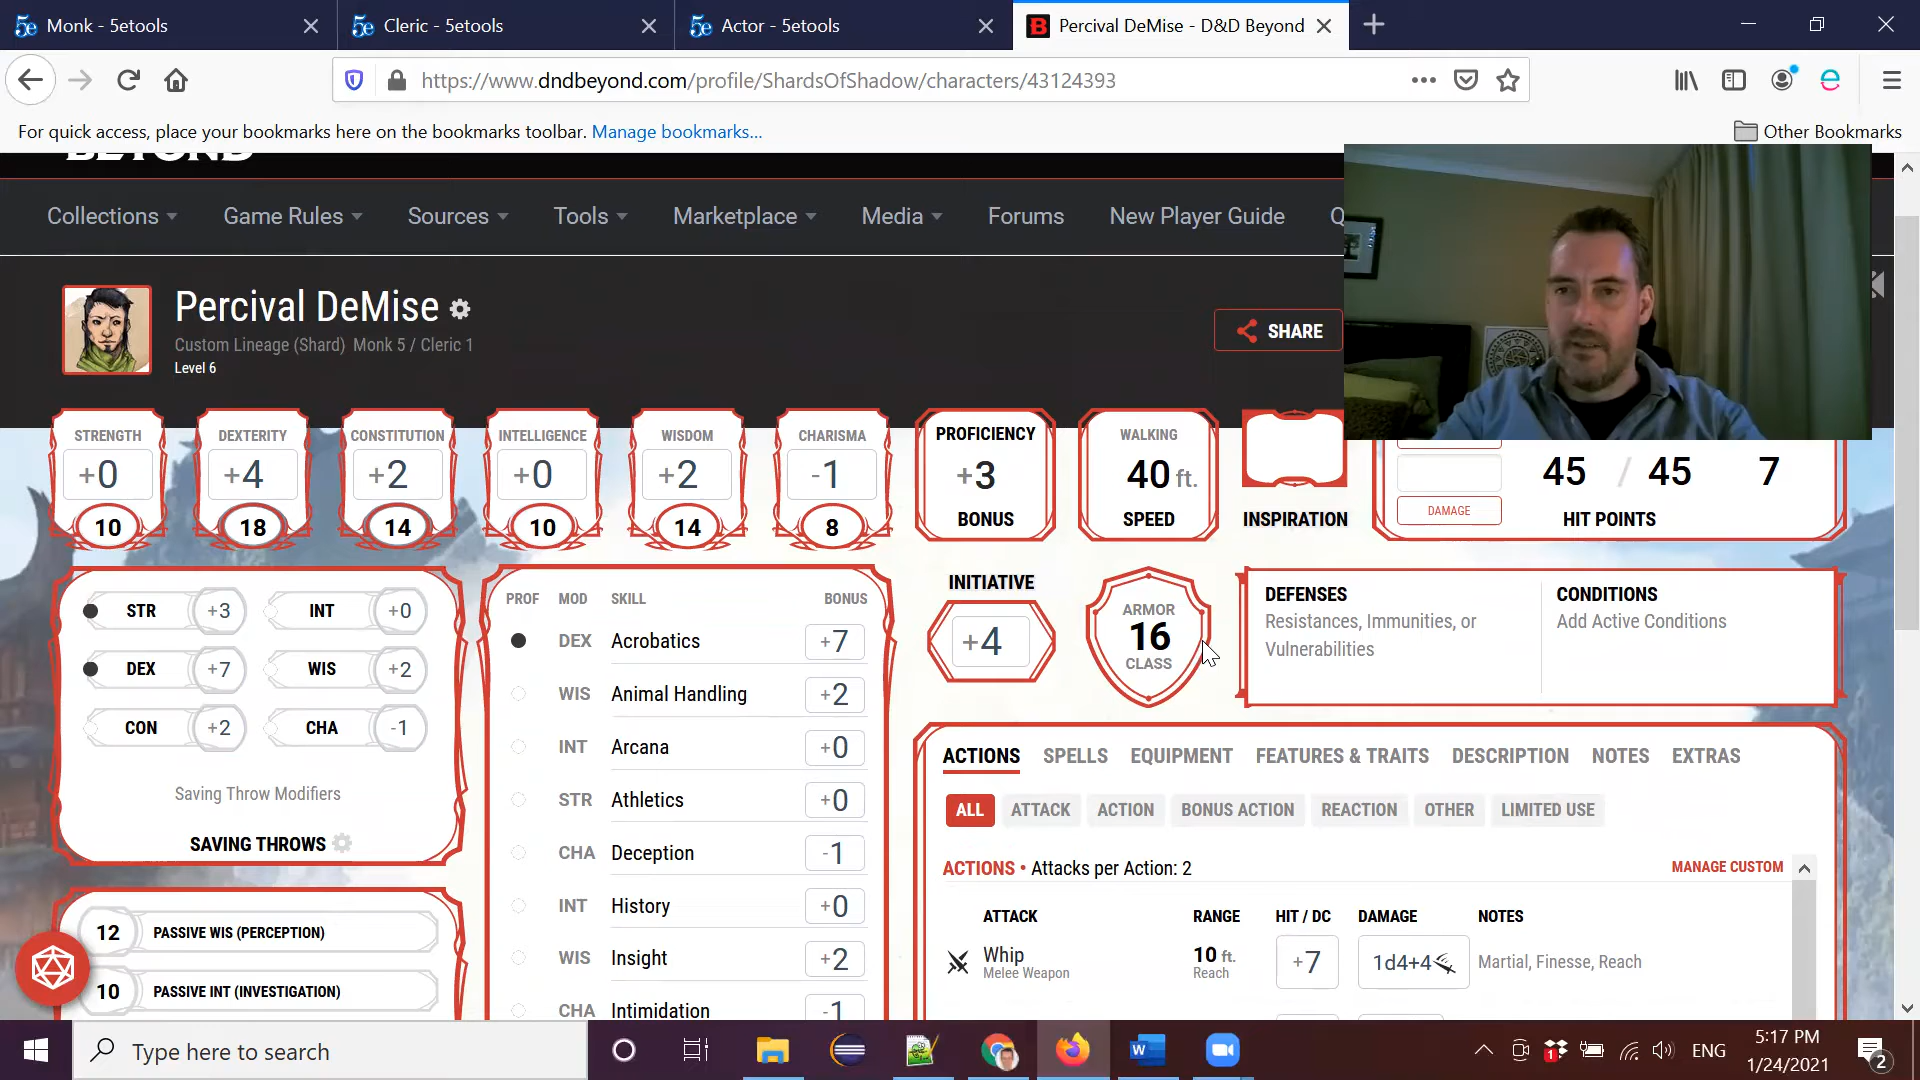 Monk - 5etools
Cleric - 5etools
Actor - 5etools
Percival DeMise - D&D Beyond
https://www.dndbeyond.com/profile/ShardsOfShadow/characters/43124393
For quick access, place your bookmarks here on the bookmarks toolbar. Manage bookmarks...
Other Bookmarks
BEYOND
Collections
Game Rules
Sources
Tools
Marketplace
Media
Forums
New Player Guide
Q
Percival DeMise
Custom Lineage (Shard) Monk 5 / Cleric 1
Level 6
SHARE
STRENGTH
+0
10
DEXTERITY
+4
18
CONSTITUTION
+2
14
INTELLIGENCE
+0
10
WISDOM
+2
14
CHARISMA
-1
8
PROFICIENCY
+3
BONUS
WALKING
40 ft.
SPEED
INSPIRATION
DAMAGE
45 / 45
7
HIT POINTS
STR +3
INT +0
DEX +7
WIS +2
CON +2
CHA -1
Saving Throw Modifiers
SAVING THROWS
12 PASSIVE WIS (PERCEPTION)
10 PASSIVE INT (INVESTIGATION)
PROF MOD SKILL BONUS
DEX Acrobatics +7
WIS Animal Handling +2
INT Arcana +0
STR Athletics +0
CHA Deception -1
INT History +0
WIS Insight +2
CHA Intimidation -1
INITIATIVE
+4
ARMOR
16
CLASS
DEFENSES
Resistances, Immunities, or
Vulnerabilities
CONDITIONS
Add Active Conditions
ACTIONS SPELLS EQUIPMENT FEATURES & TRAITS DESCRIPTION NOTES EXTRAS
ALL ATTACK ACTION BONUS ACTION REACTION OTHER LIMITED USE
ACTIONS • Attacks per Action: 2
MANAGE CUSTOM
ATTACK RANGE HIT / DC DAMAGE NOTES
Whip 10 ft. +7 1d4+4 Martial, Finesse, Reach
Melee Weapon Reach
Type here to search
ENG
5:17 PM
1/24/2021
2